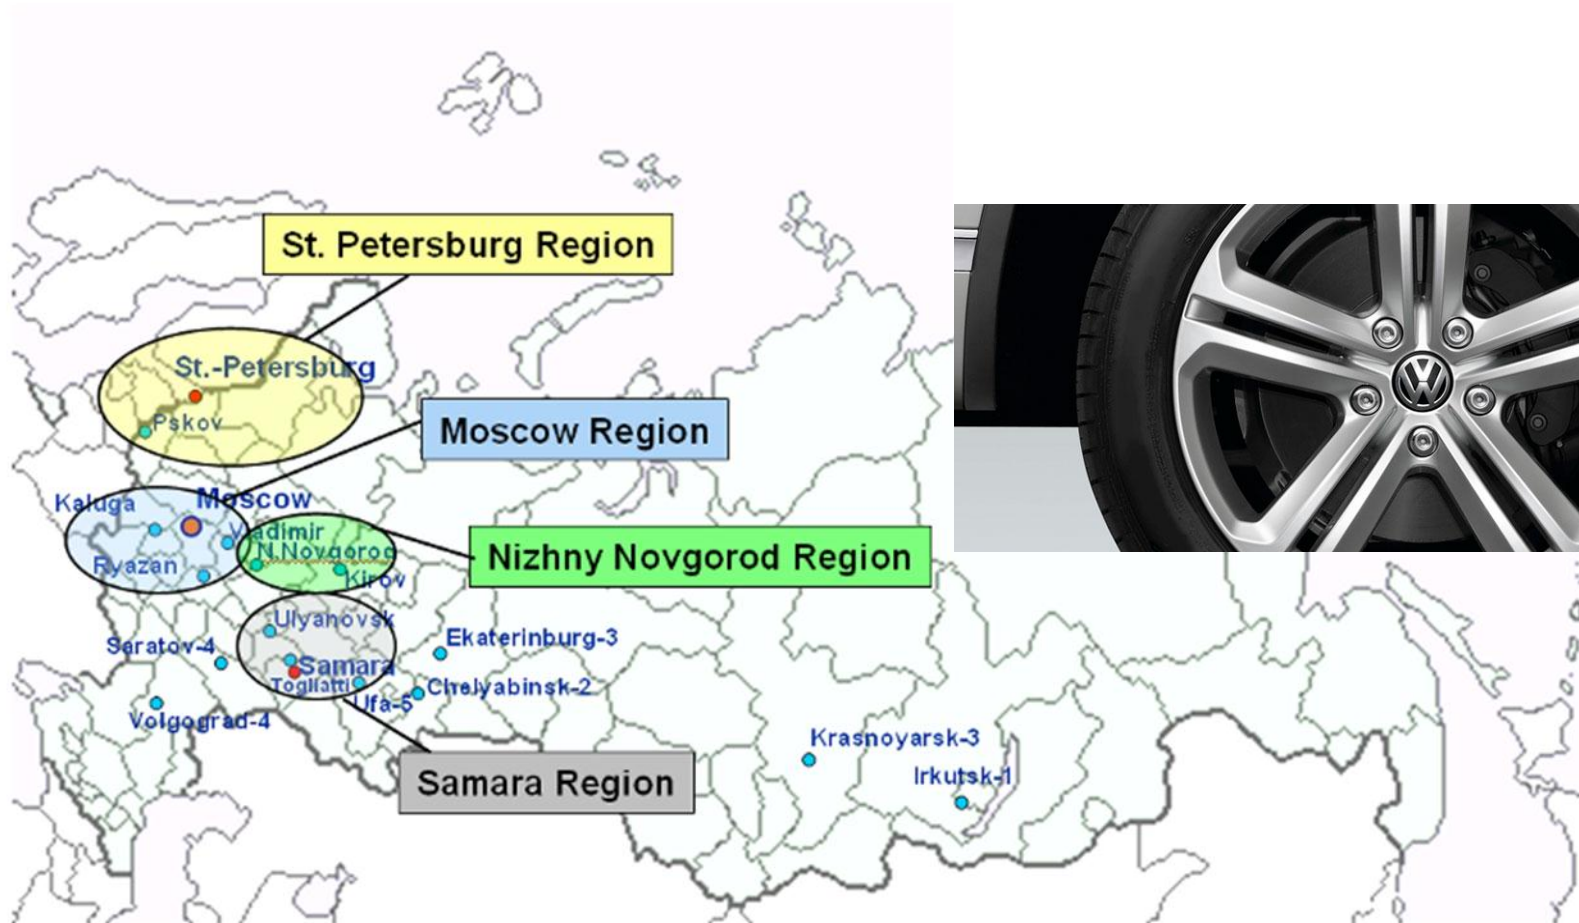 St. Petersburg Region
St.-Petersburg
Pskov
Moscow Region
Kaluga
Moscow
Vladimir
N.Novgorod
Nizhny Novgorod Region
Ryazan
Kirov
Ulyanovsk
Saratov-4
Ekaterinburg-3
Samara
Togliatti
Ufa-5
Chelyabinsk-2
Volgograd-4
Krasnoyarsk-3
Irkutsk-1
Samara Region
VW